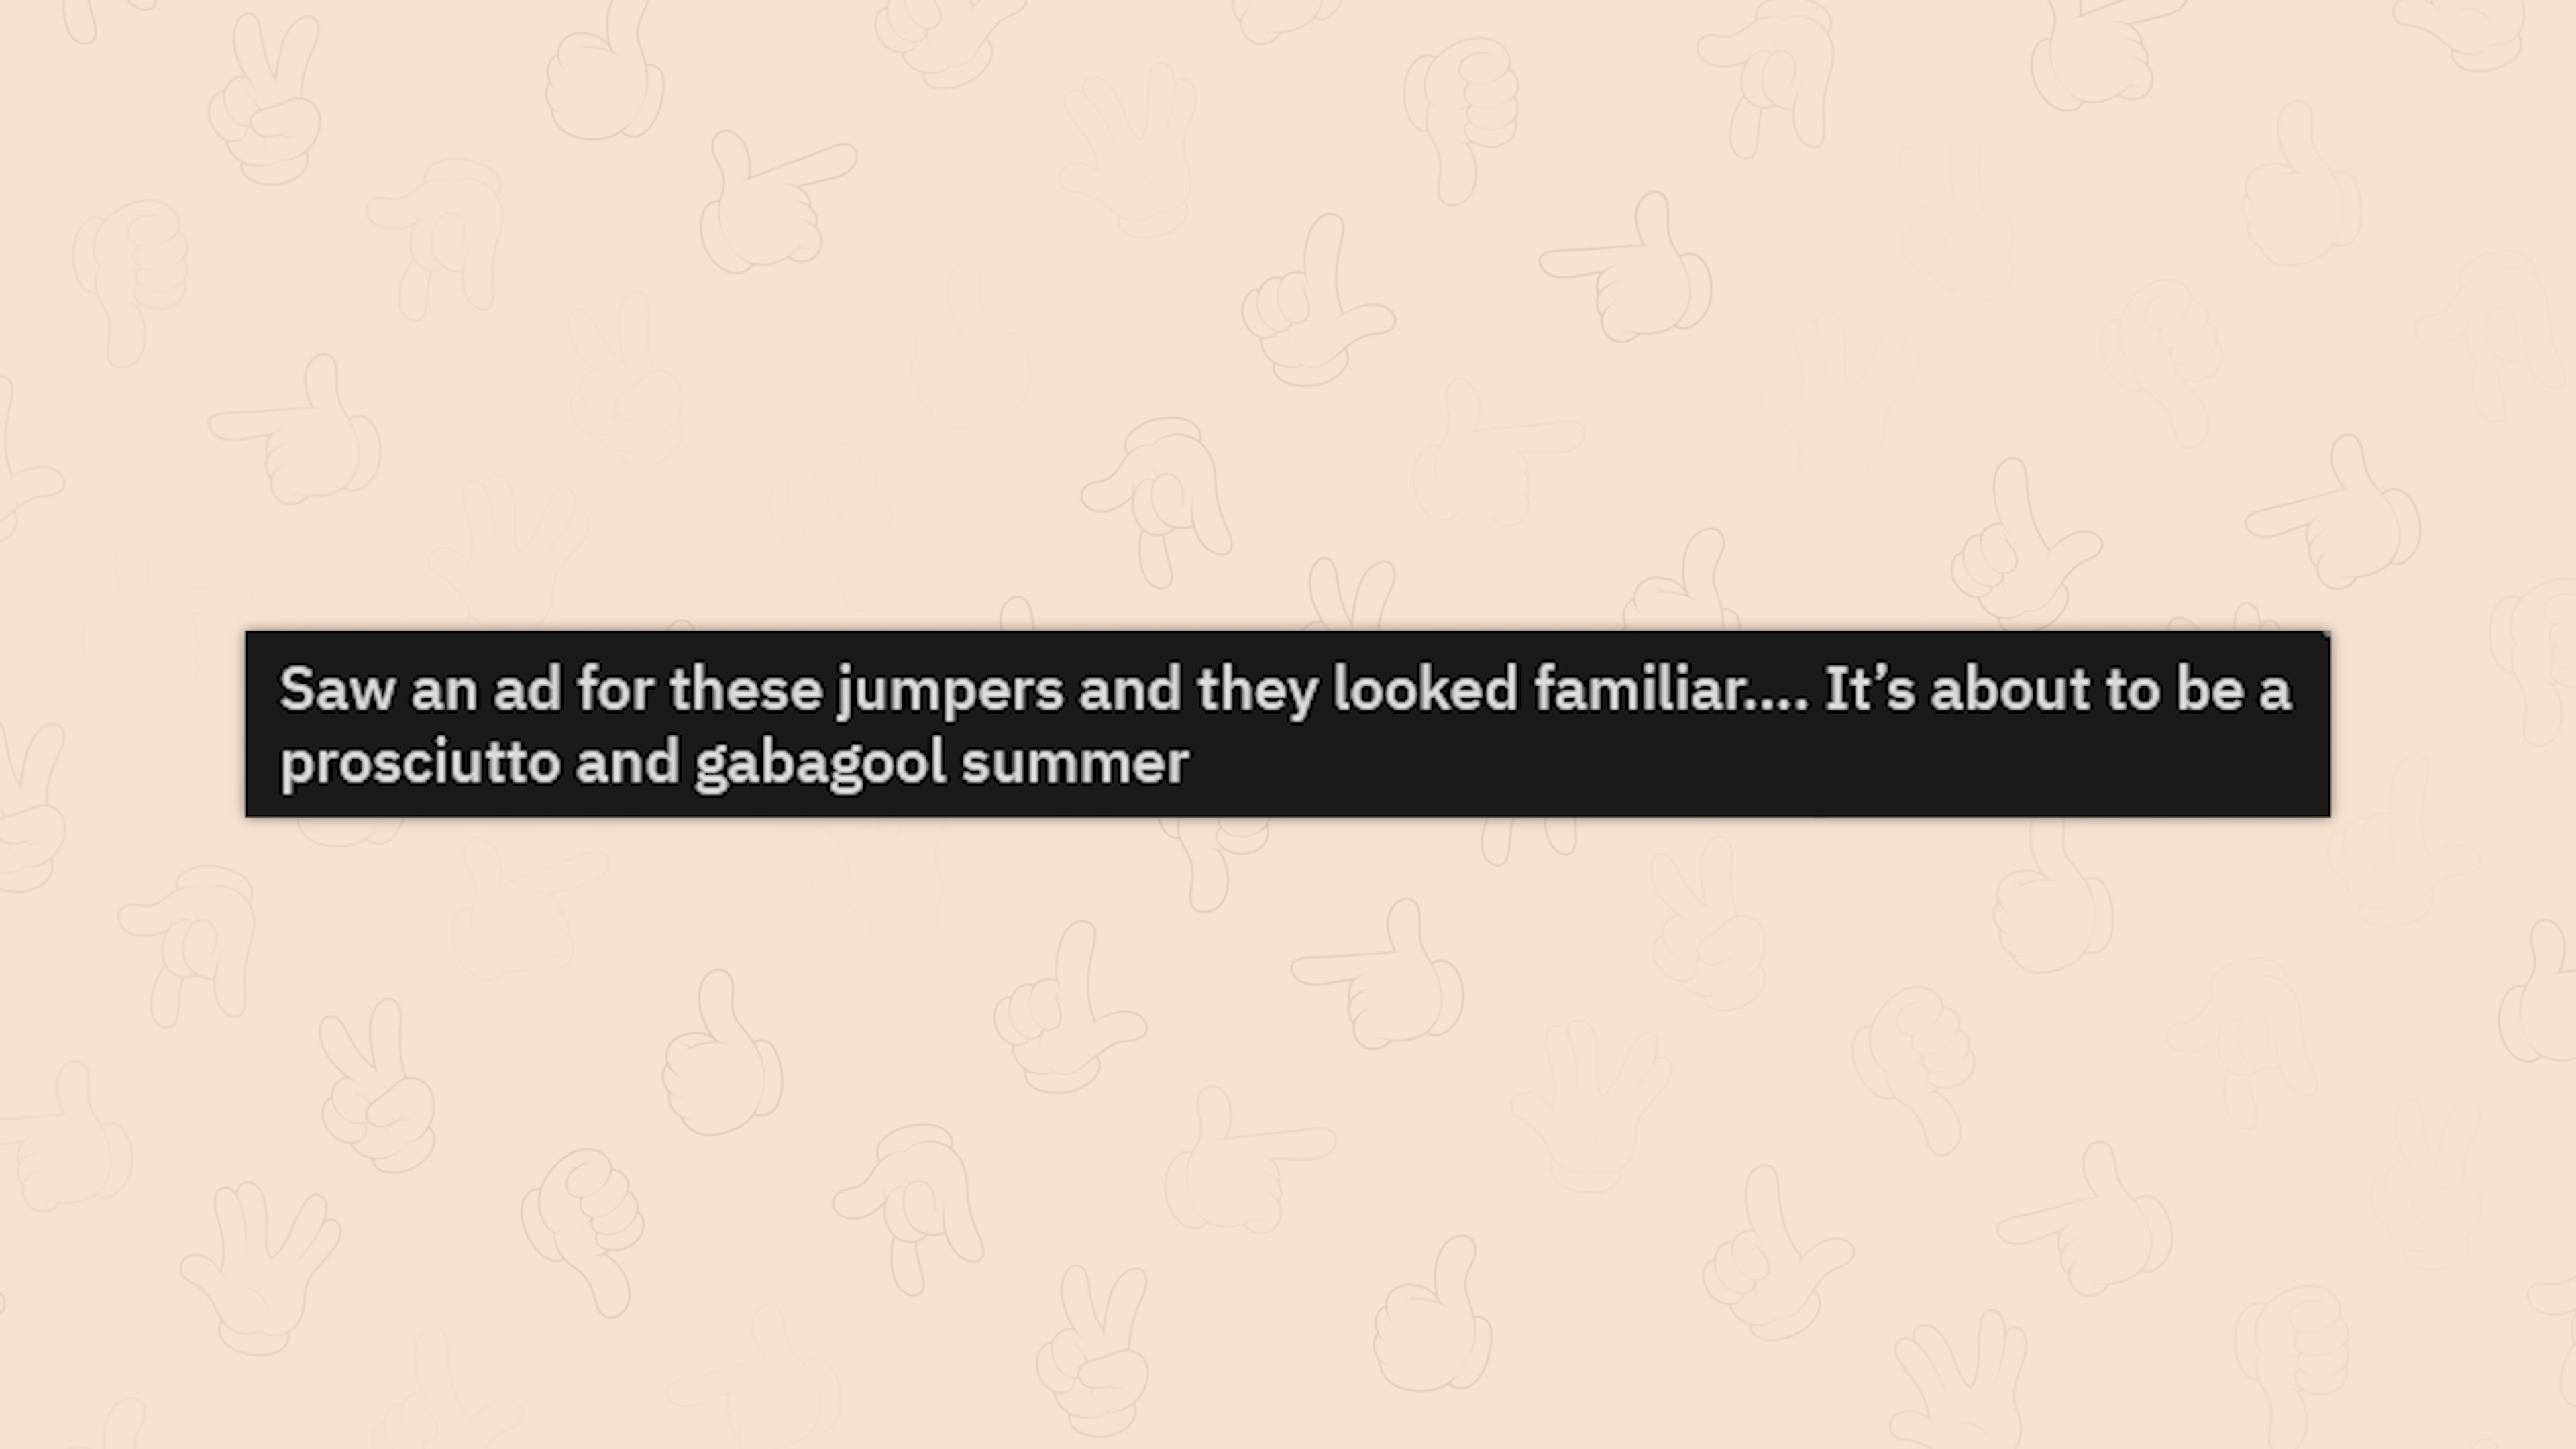 Saw an ad for these jumpers and they looked familiar.... It’s about to be a
prosciutto and gabagool summer